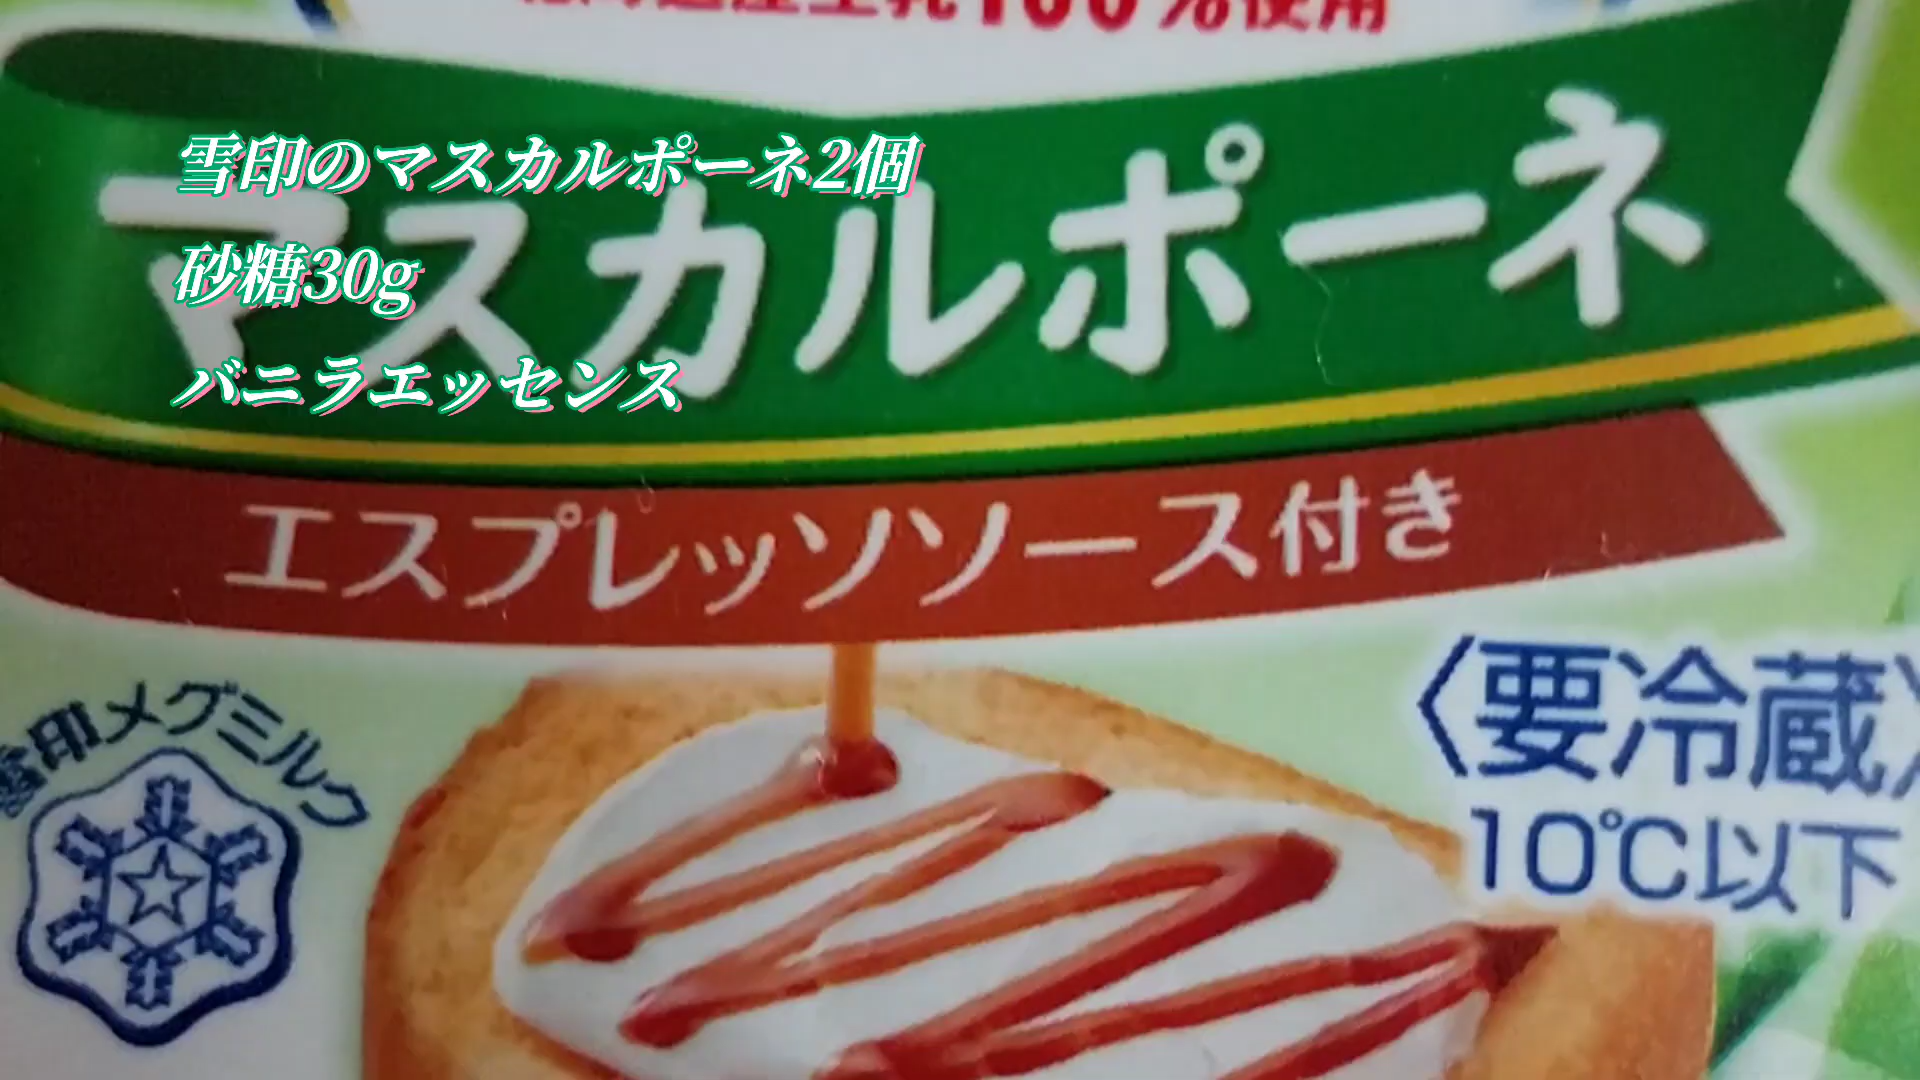 100%使用
雪印のマスカルポーネ2個
砂糖30g
バニラエッセンス
マスカルポーネ
エスプレッソソース付き
雪印メグミルク
〈要冷蔵〉
10℃以下